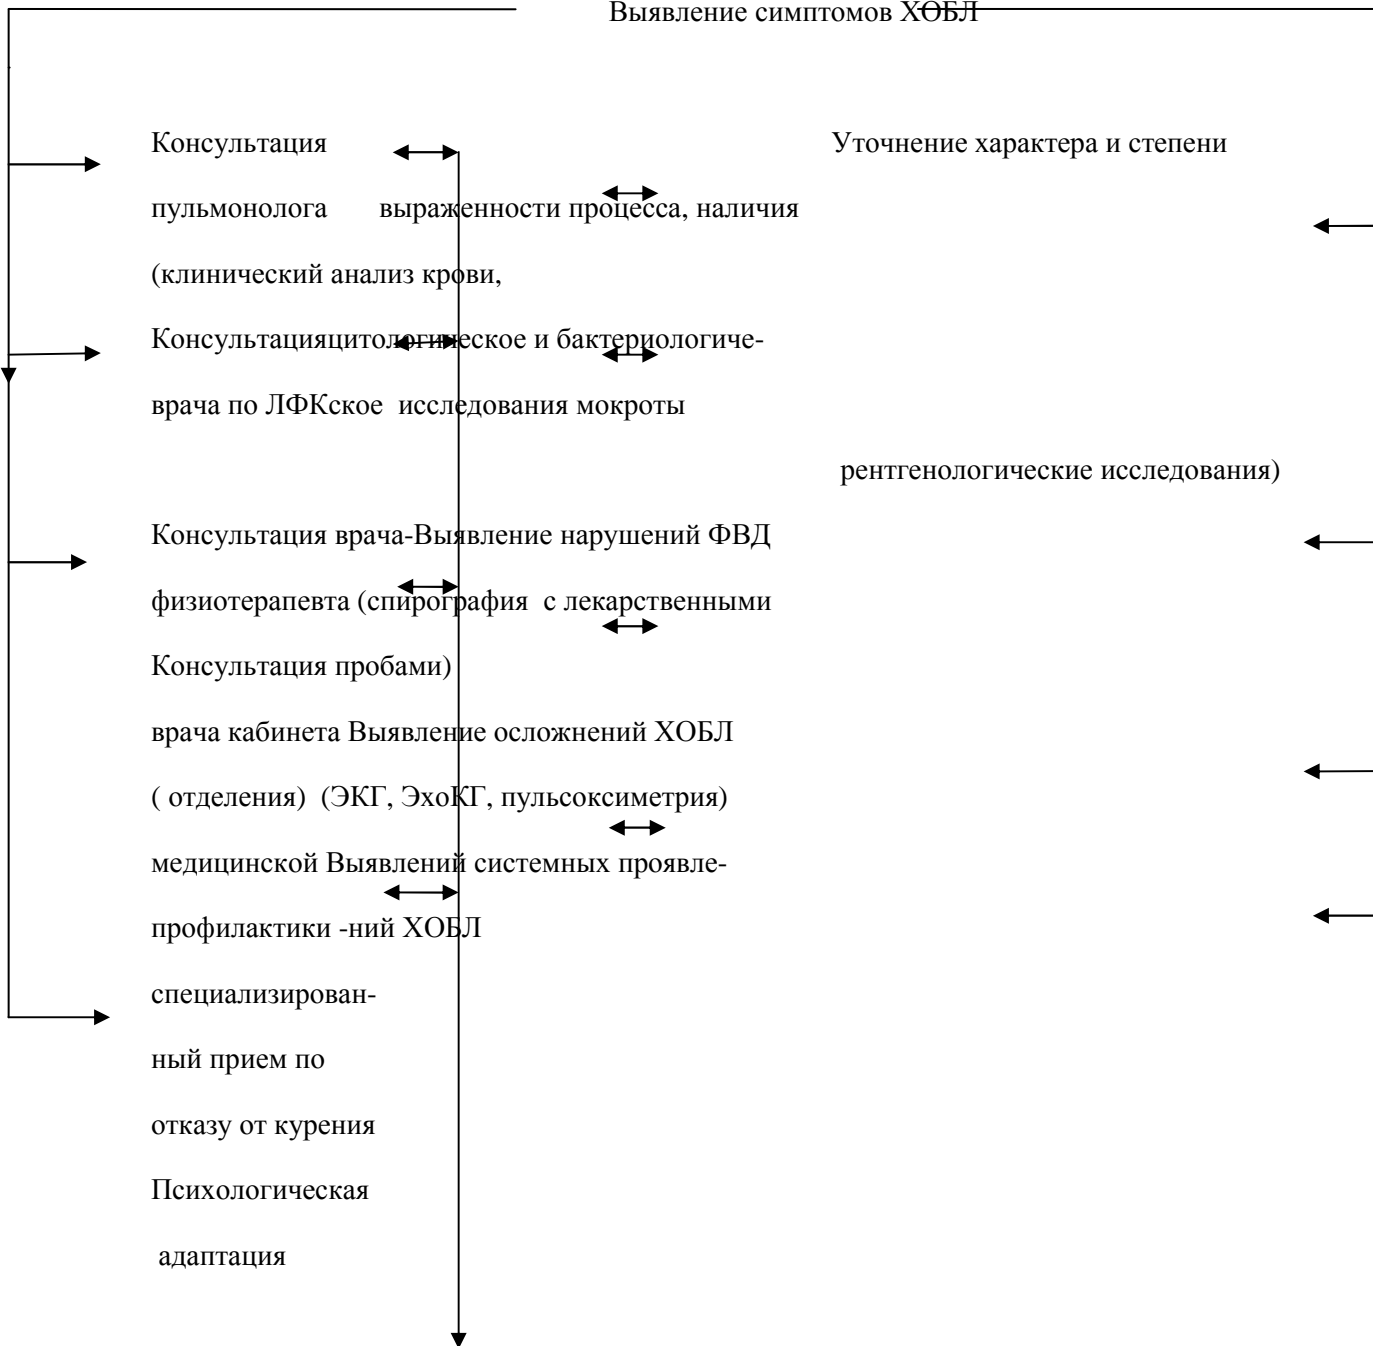 Выявление симптомов ХОБЛ
Консультация Уточнение характера и степени
пульмонолога выраженности процесса, наличия
(клинический анализ крови,
Консультацияцитологическое и бактериологиче-
врача по ЛФКское исследования мокроты
рентгенологические исследования)
Консультация врача-Выявление нарушений ФВД
физиотерапевта (спирография с лекарственными
Консультация пробами)
врача кабинета Выявление осложнений ХОБЛ
( отделения) (ЭКГ, ЭхоКГ, пульсоксиметрия)
медицинской Выявлений системных проявле-
профилактики -ний ХОБЛ
специализирован-
ный прием по
отказу от курения
Психологическая
адаптация